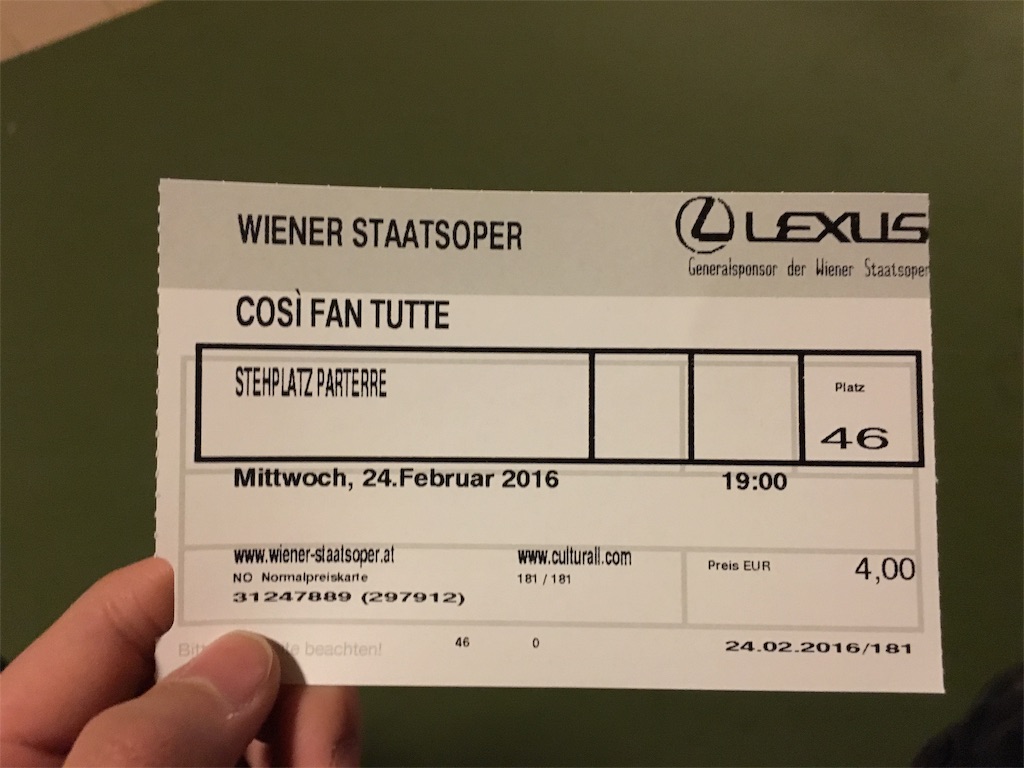 WIENER STAATSOPER
LEXUS
Generalsponsor der Wiener Staatsoper
COSÌ FAN TUTTE
STEHPLATZ PARTERRE
Platz
46
Mittwoch, 24.Februar 2016 19:00
www.wiener-staatsoper.at www.culturall.com
NO Normalpreiskarte 181 / 181
Preis EUR 4,00
31247889 (297912)
beachten! 46 0 24.02.2016/181